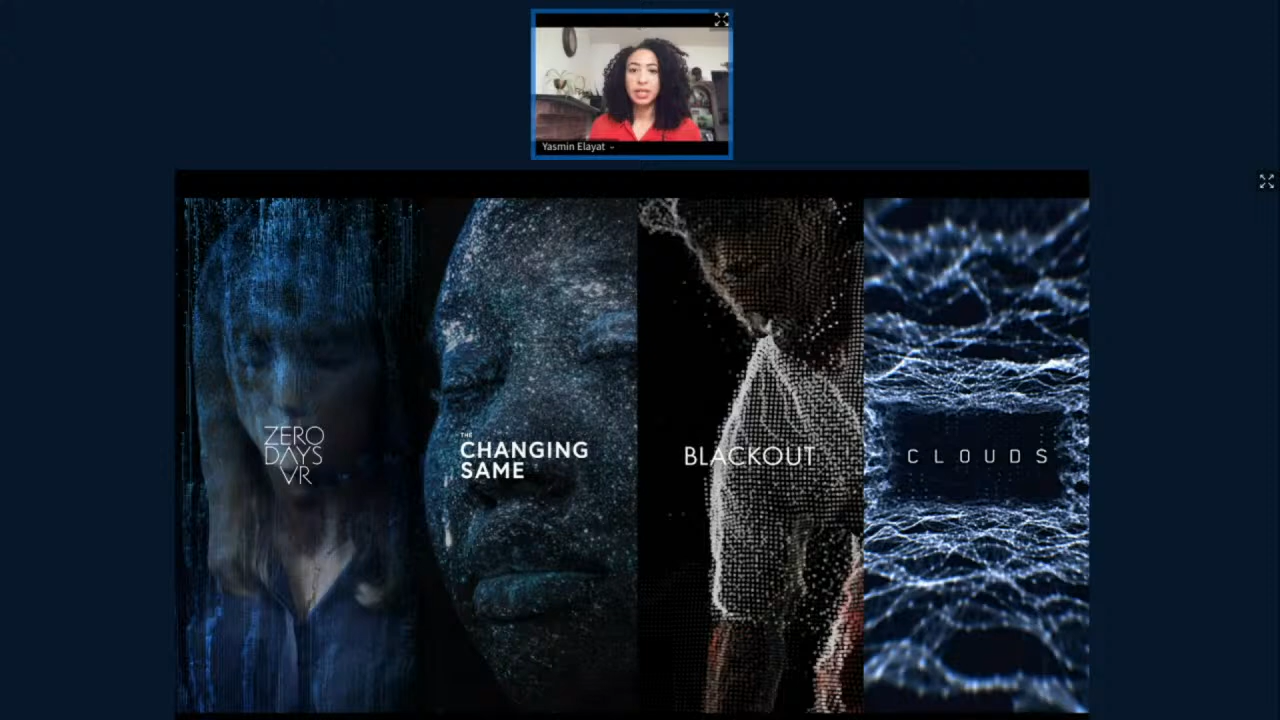 Yasmin Elayat -
ZERO
DAYS
VR
THE
CHANGING
SAME
BLACKOUT
CLOUDS